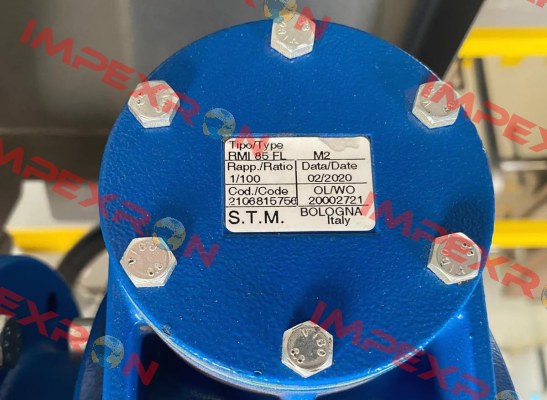 Tipo/Type
RMI 85 FL M2
Rapp./Ratio Data/Date
1/100 02/2020
Cod./Code OL/WO
2106815756 20002721
S.T.M. BOLOGNA
Italy
IMPEXRON
IMPEXRON
IMPEXRON
IMPEXRON